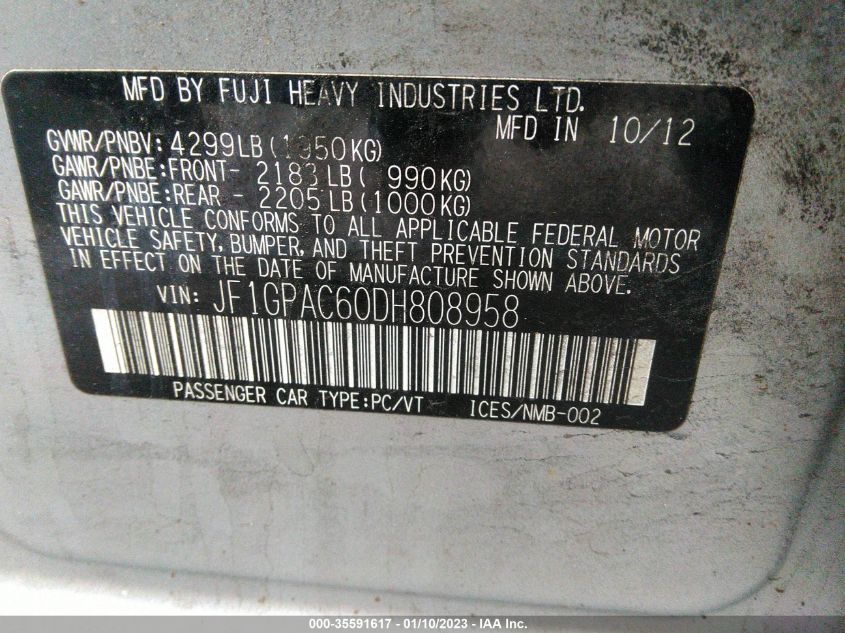 MFD BY FUJI HEAVY INDUSTRIES LTD.
MFD IN 10/12
GVWR/PNBV: 4299LB (1950KG)
GAWR/PNBE: FRONT- 2183LB ( 990KG)
GAWR/PNBE: REAR - 2205LB (1000KG)
THIS VEHICLE CONFORMS TO ALL APPLICABLE FEDERAL MOTOR
VEHICLE SAFETY, BUMPER, AND THEFT PREVENTION STANDARDS
IN EFFECT ON THE DATE OF MANUFACTURE SHOWN ABOVE.
VIN: JF1GPAC60DH808958
PASSENGER CAR TYPE:PC/VT ICES/NMB-002
000-35591617 - 01/10/2023 - IAA Inc.